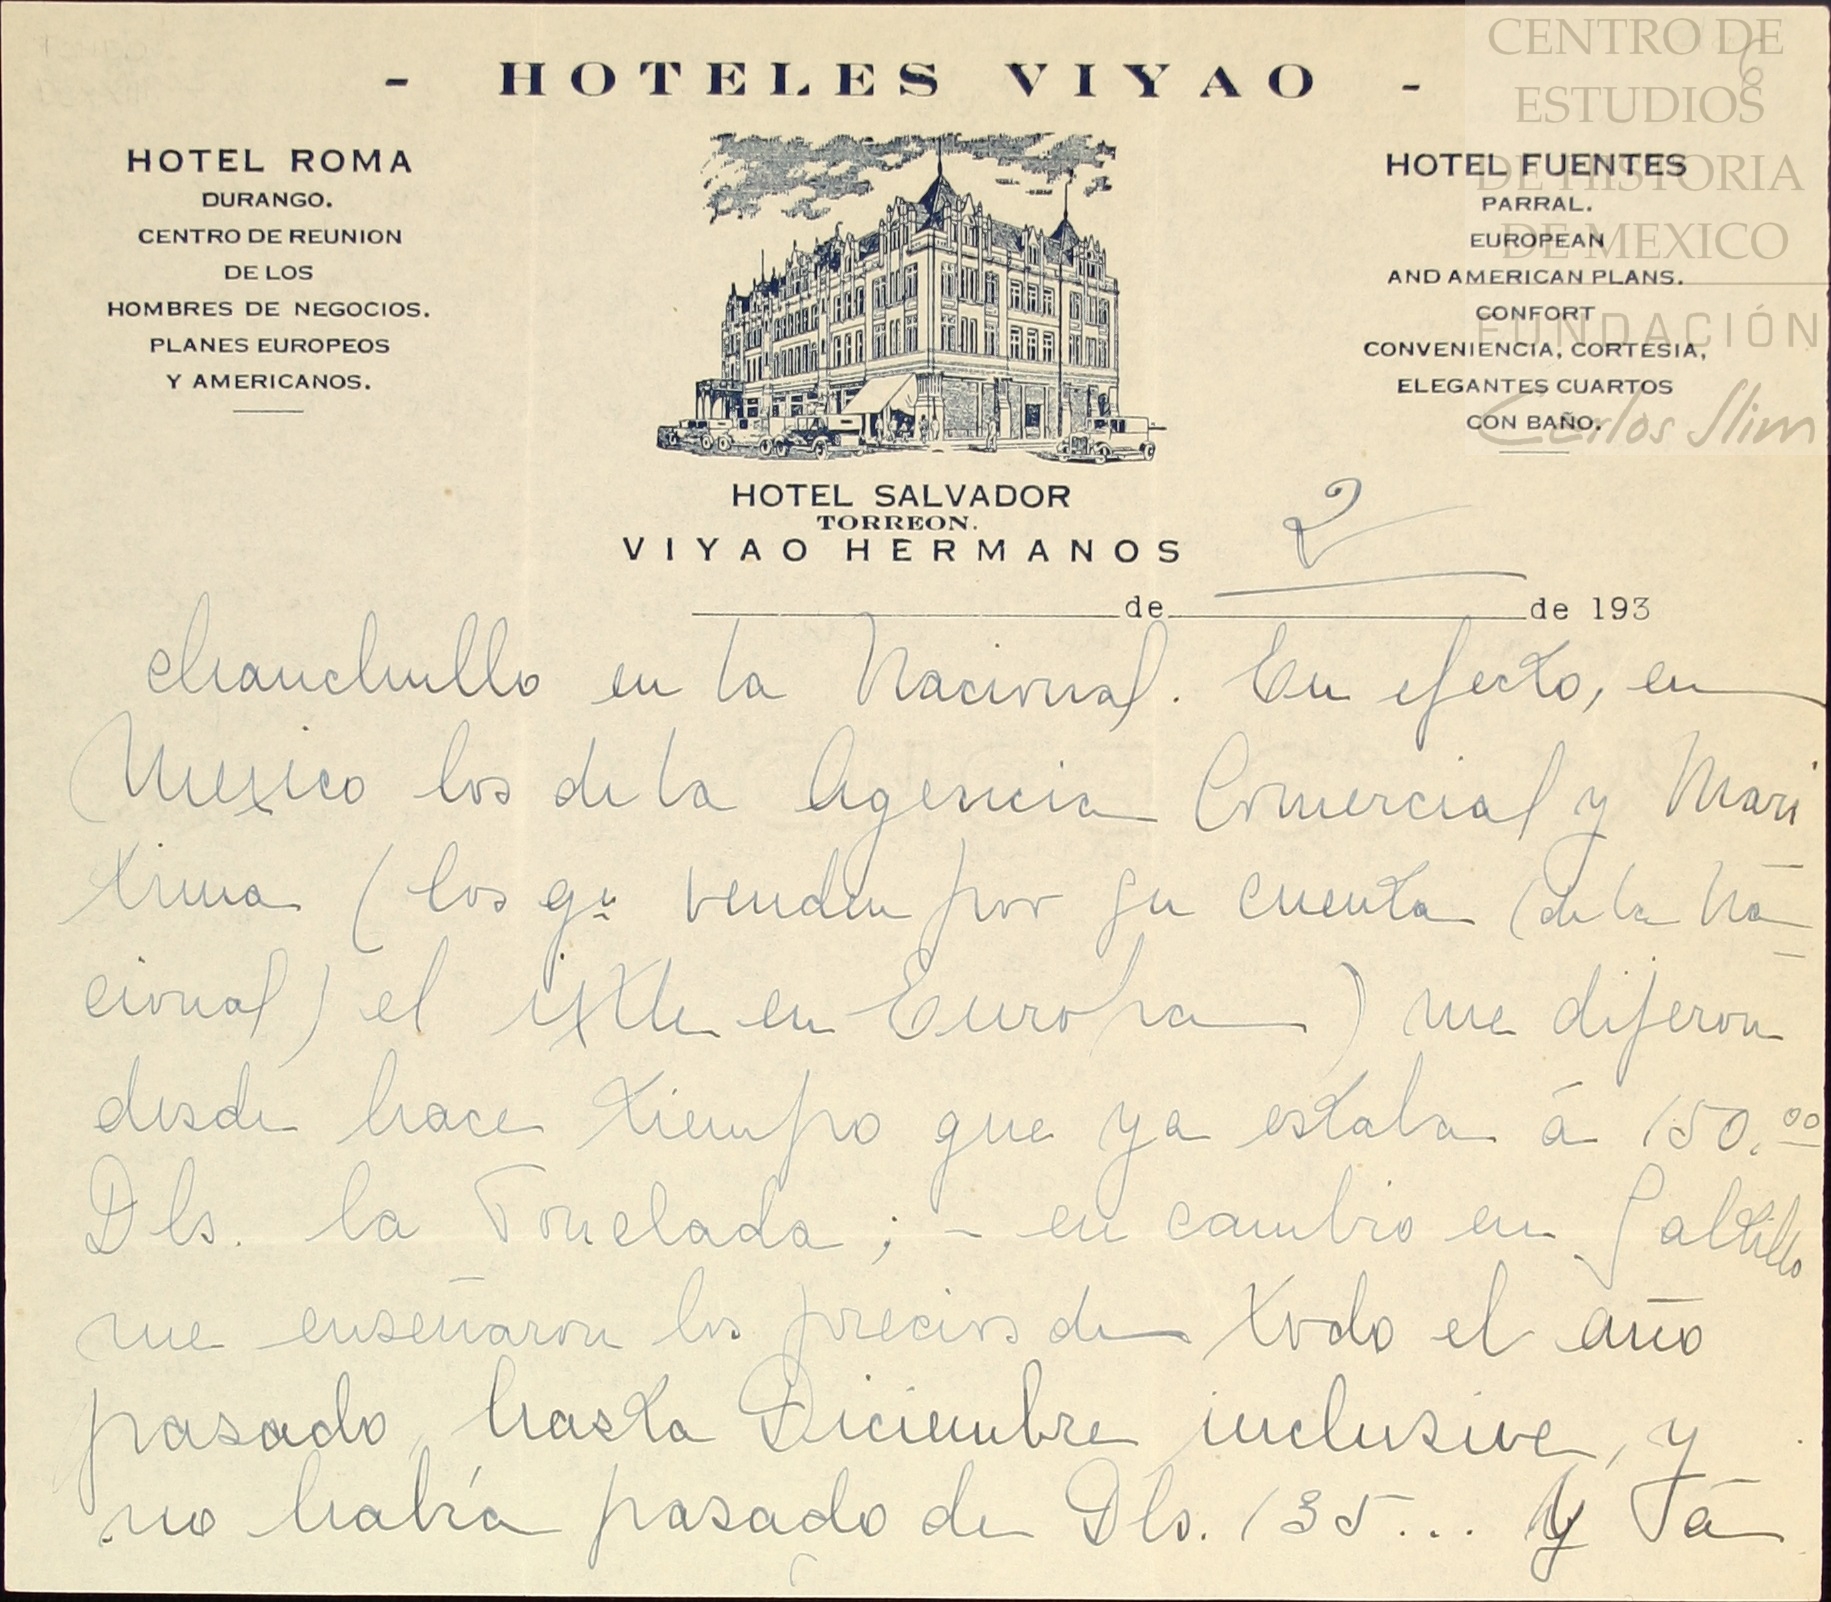 CENTRO DE
ESTUDIOS
DE HISTORIA
DE MEXICO
FUNDACIÓN
Carlos Slim
- HOTELES VIYAO -
HOTEL ROMA
DURANGO.
CENTRO DE REUNION
DE LOS
HOMBRES DE NEGOCIOS.
PLANES EUROPEOS
Y AMERICANOS.
HOTEL FUENTES
PARRAL.
EUROPEAN
AND AMERICAN PLANS.
CONFORT
CONVENIENCIA, CORTESIA,
ELEGANTES CUARTOS
CON BAÑO.
HOTEL SALVADOR
TORREON.
VIYAO HERMANOS
2
de de 193
chanchullo en la Nacional. En efecto, en
Mexico los de la Agencia Comercial y Mari
tima (los qu venden por su cuenta (de la Na-
cional) el ixtle en Europa) me dijeron
desde hace tiempo que ya estaba á 150.00
Dls. la Tonelada; - en cambio en Saltillo
me enseñaron los precios de todo el año
pasado, hasta Diciembre inclusive, y
no había pasado de Dls. 135... Y Tá